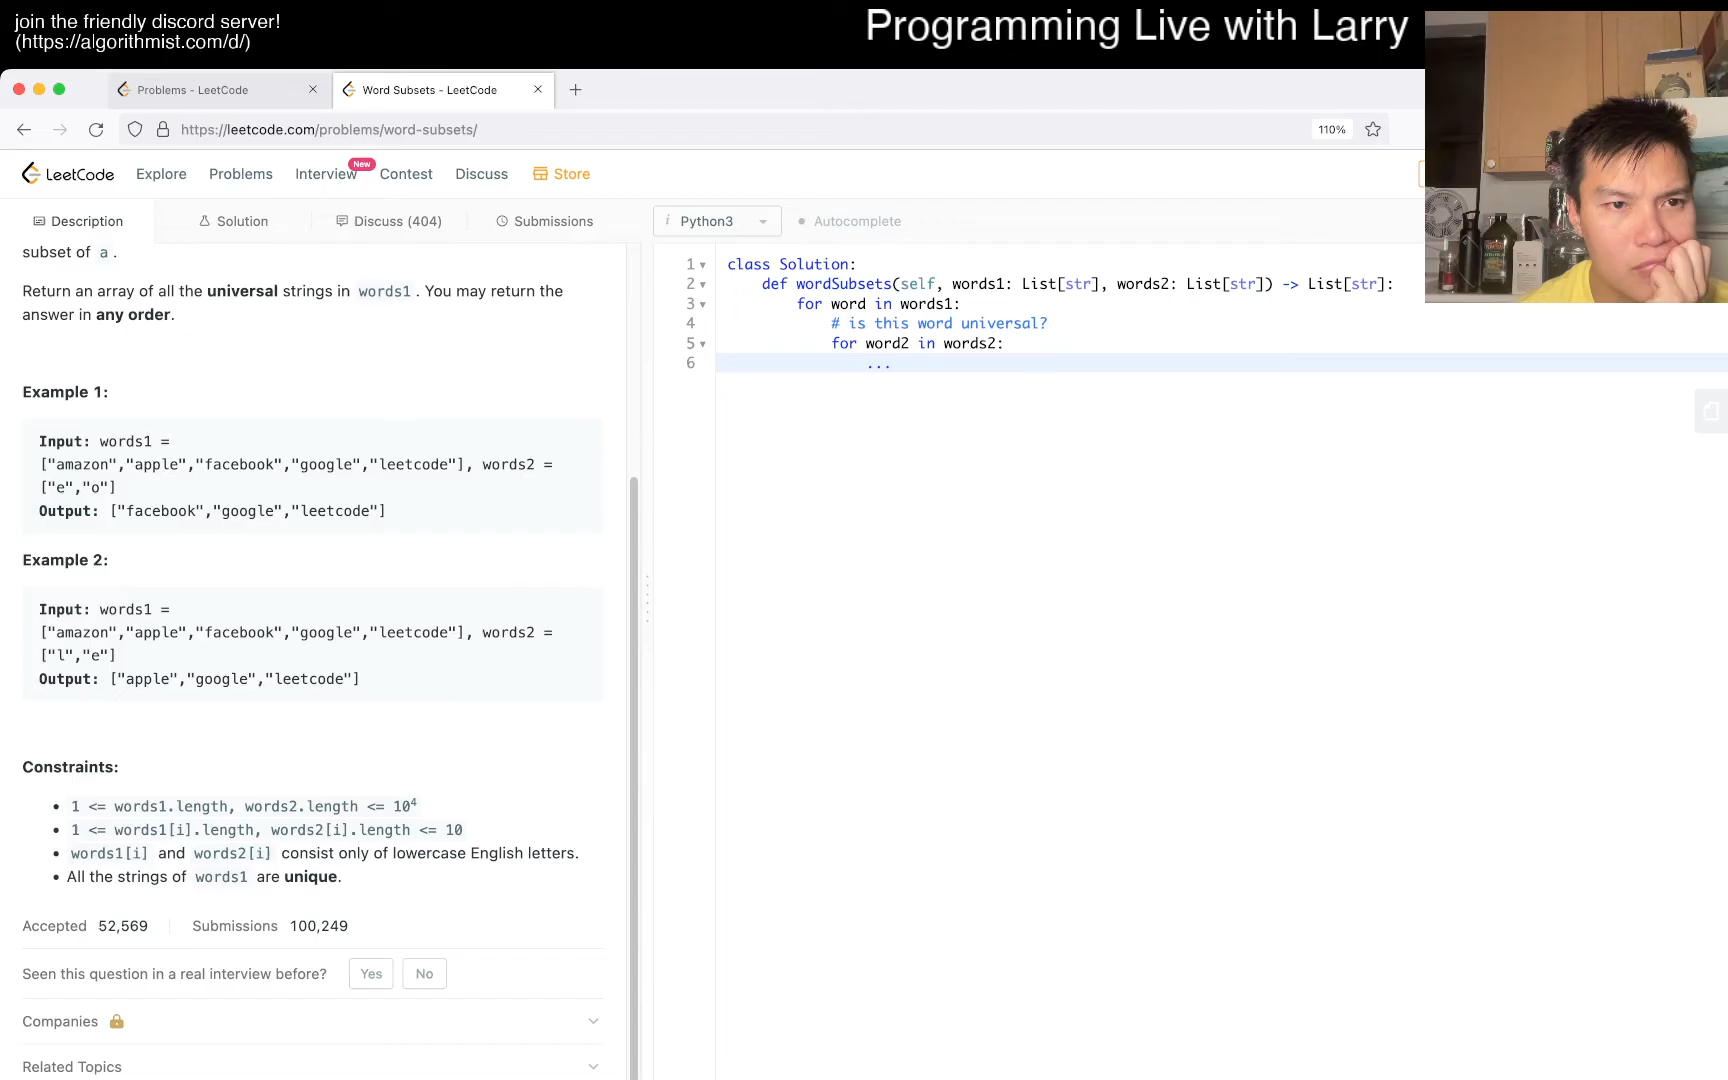 join the friendly discord server!
(https://algorithmist.com/d/)
Programming Live with Larry
Problems - LeetCode
Word Subsets - LeetCode
https://leetcode.com/problems/word-subsets/
110%
LeetCode
Explore
Problems
Interview
New
Contest
Discuss
Store
Description
Solution
Discuss (404)
Submissions
i Python3
Autocomplete
subset of a .
Return an array of all the universal strings in words1 . You may return the
answer in any order.
Example 1:
Input: words1 =
["amazon","apple","facebook","google","leetcode"], words2 =
["e","o"]
Output: ["facebook","google","leetcode"]
Example 2:
Input: words1 =
["amazon","apple","facebook","google","leetcode"], words2 =
["l","e"]
Output: ["apple","google","leetcode"]
Constraints:
• 1 <= words1.length, words2.length <= 10⁴
• 1 <= words1[i].length, words2[i].length <= 10
• words1[i] and words2[i] consist only of lowercase English letters.
• All the strings of words1 are unique.
Accepted 52,569
Submissions 100,249
Seen this question in a real interview before?
Yes
No
Companies
Related Topics
1 class Solution:
2 def wordSubsets(self, words1: List[str], words2: List[str]) -> List[str]:
3 for word in words1:
4 # is this word universal?
5 for word2 in words2:
6 ...